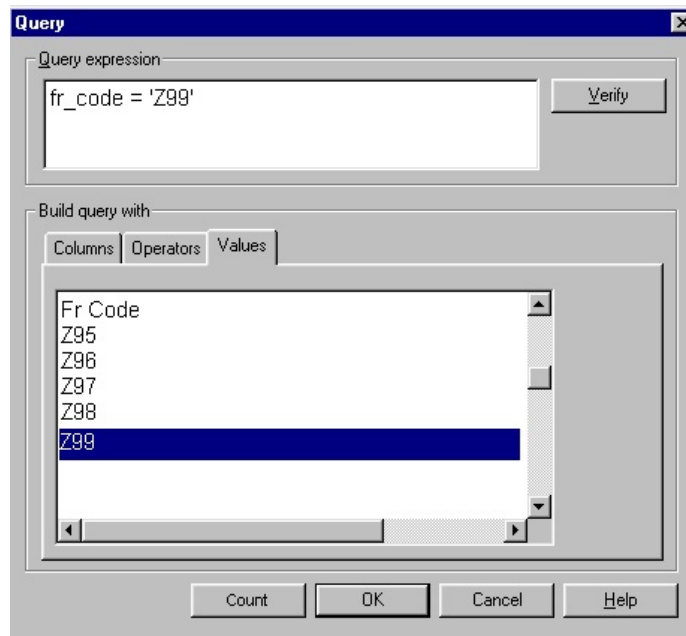 Query
Query expression
fr_code = 'Z99'
Verify
Build query with
Columns Operators Values
Fr Code
Z95
Z96
Z97
Z98
Z99
Count OK Cancel Help